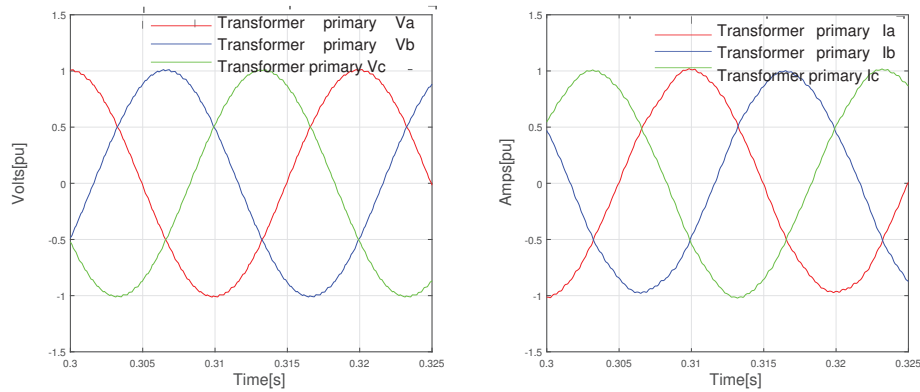 Transformer primary Va
Transformer primary Vb
Transformer primary Vc
1.5
1
0.5
0
-0.5
-1
-1.5
Volts[pu]
0.3 0.305 0.31 0.315 0.32 0.325
Time[s]
Transformer primary Ia
Transformer primary Ib
Transformer primary Ic
1.5
1
0.5
0
-0.5
-1
-1.5
Amps[pu]
0.3 0.305 0.31 0.315 0.32 0.325
Time[s]